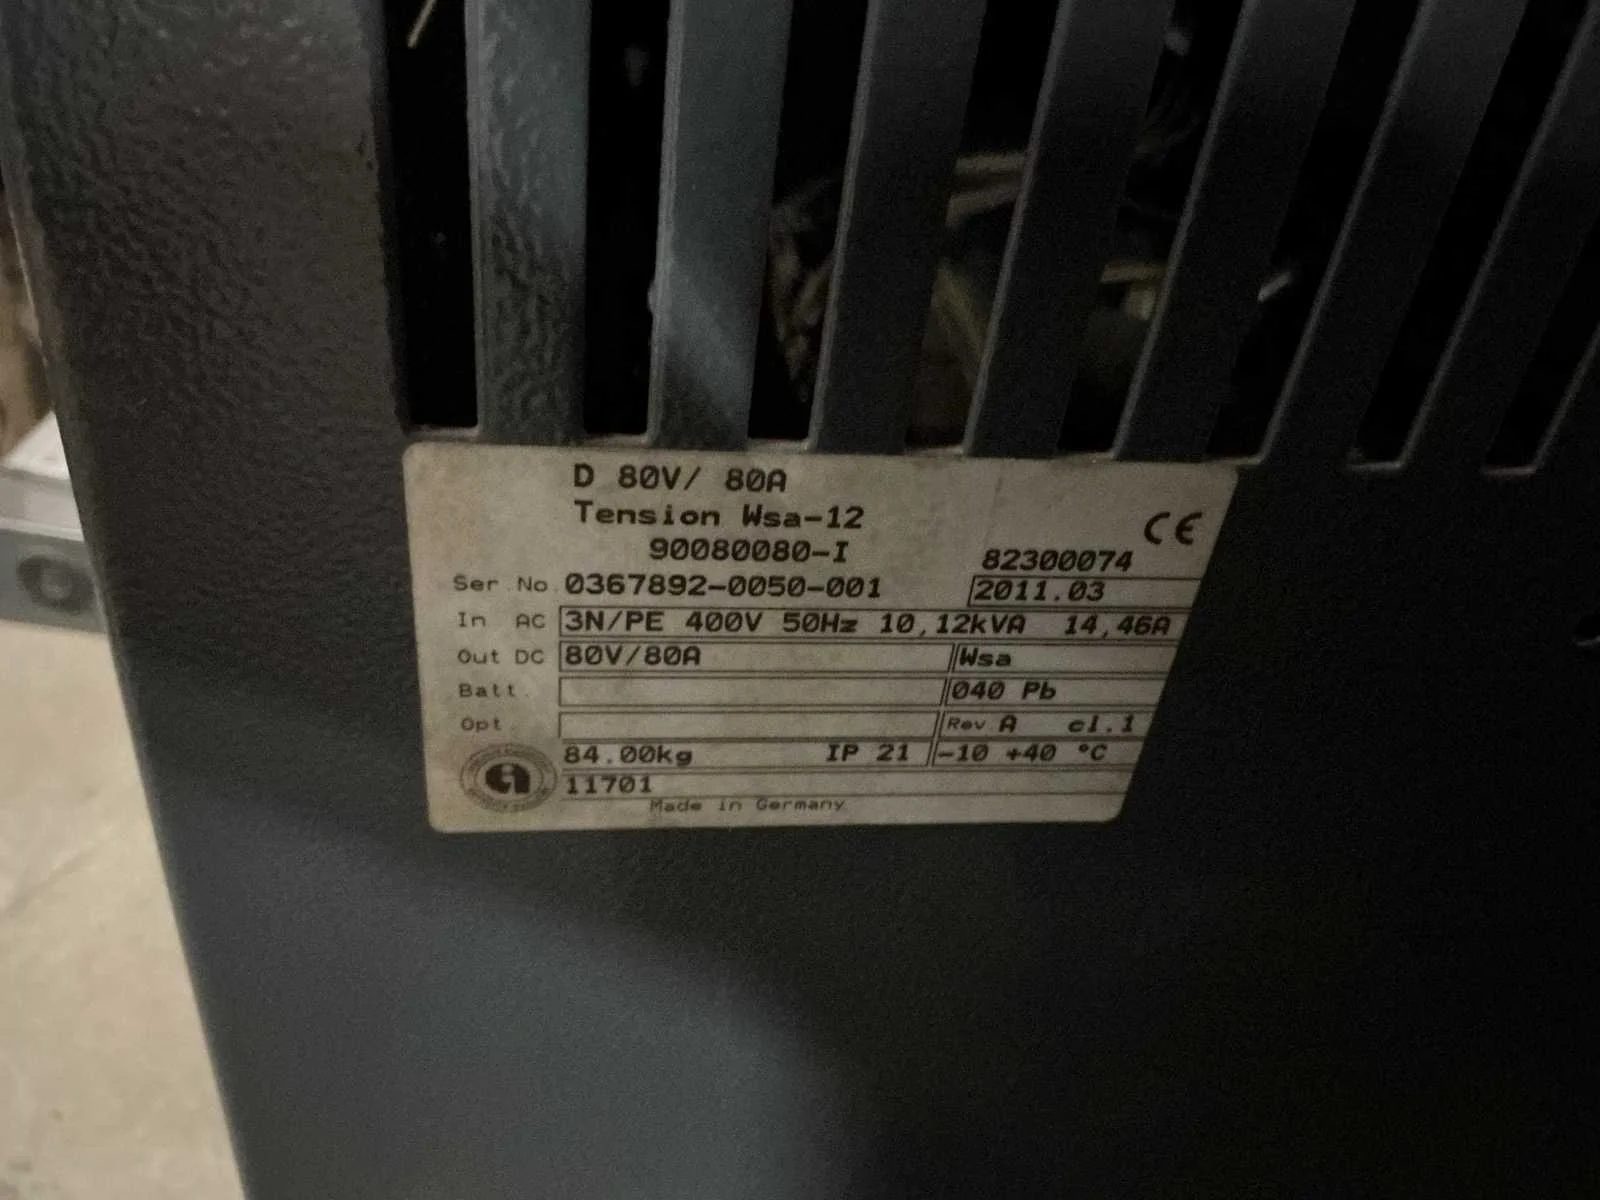 D 80V/ 80A
Tension Wsa-12
CE
90080080-I
82300074
Ser.No.0367892-0050-001 2011.03
In AC 3N/PE 400V 50Hz 10,12kVA 14,46A
Out DC 80V/80A Wsa
Batt. 040 Pb
Opt. Rev.A cl.1
84.00kg IP 21 -10 +40 °C
11701
Made in Germany